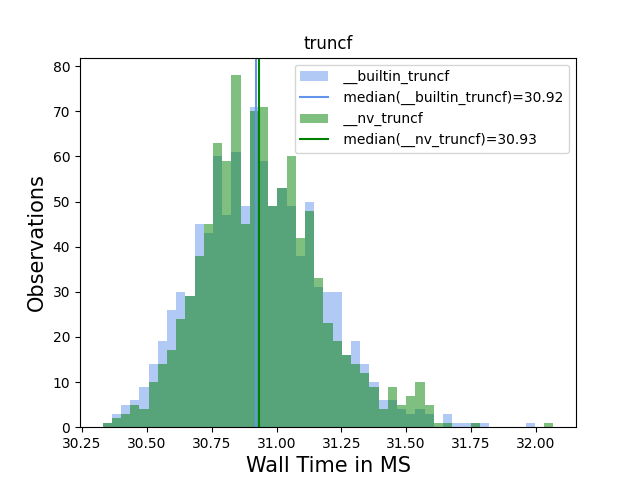 truncf
80
70
60
50
40
30
20
10
0
Observations
__builtin_truncf
median(__builtin_truncf)=30.92
__nv_truncf
median(__nv_truncf)=30.93
30.25 30.50 30.75 31.00 31.25 31.50 31.75 32.00
Wall Time in MS